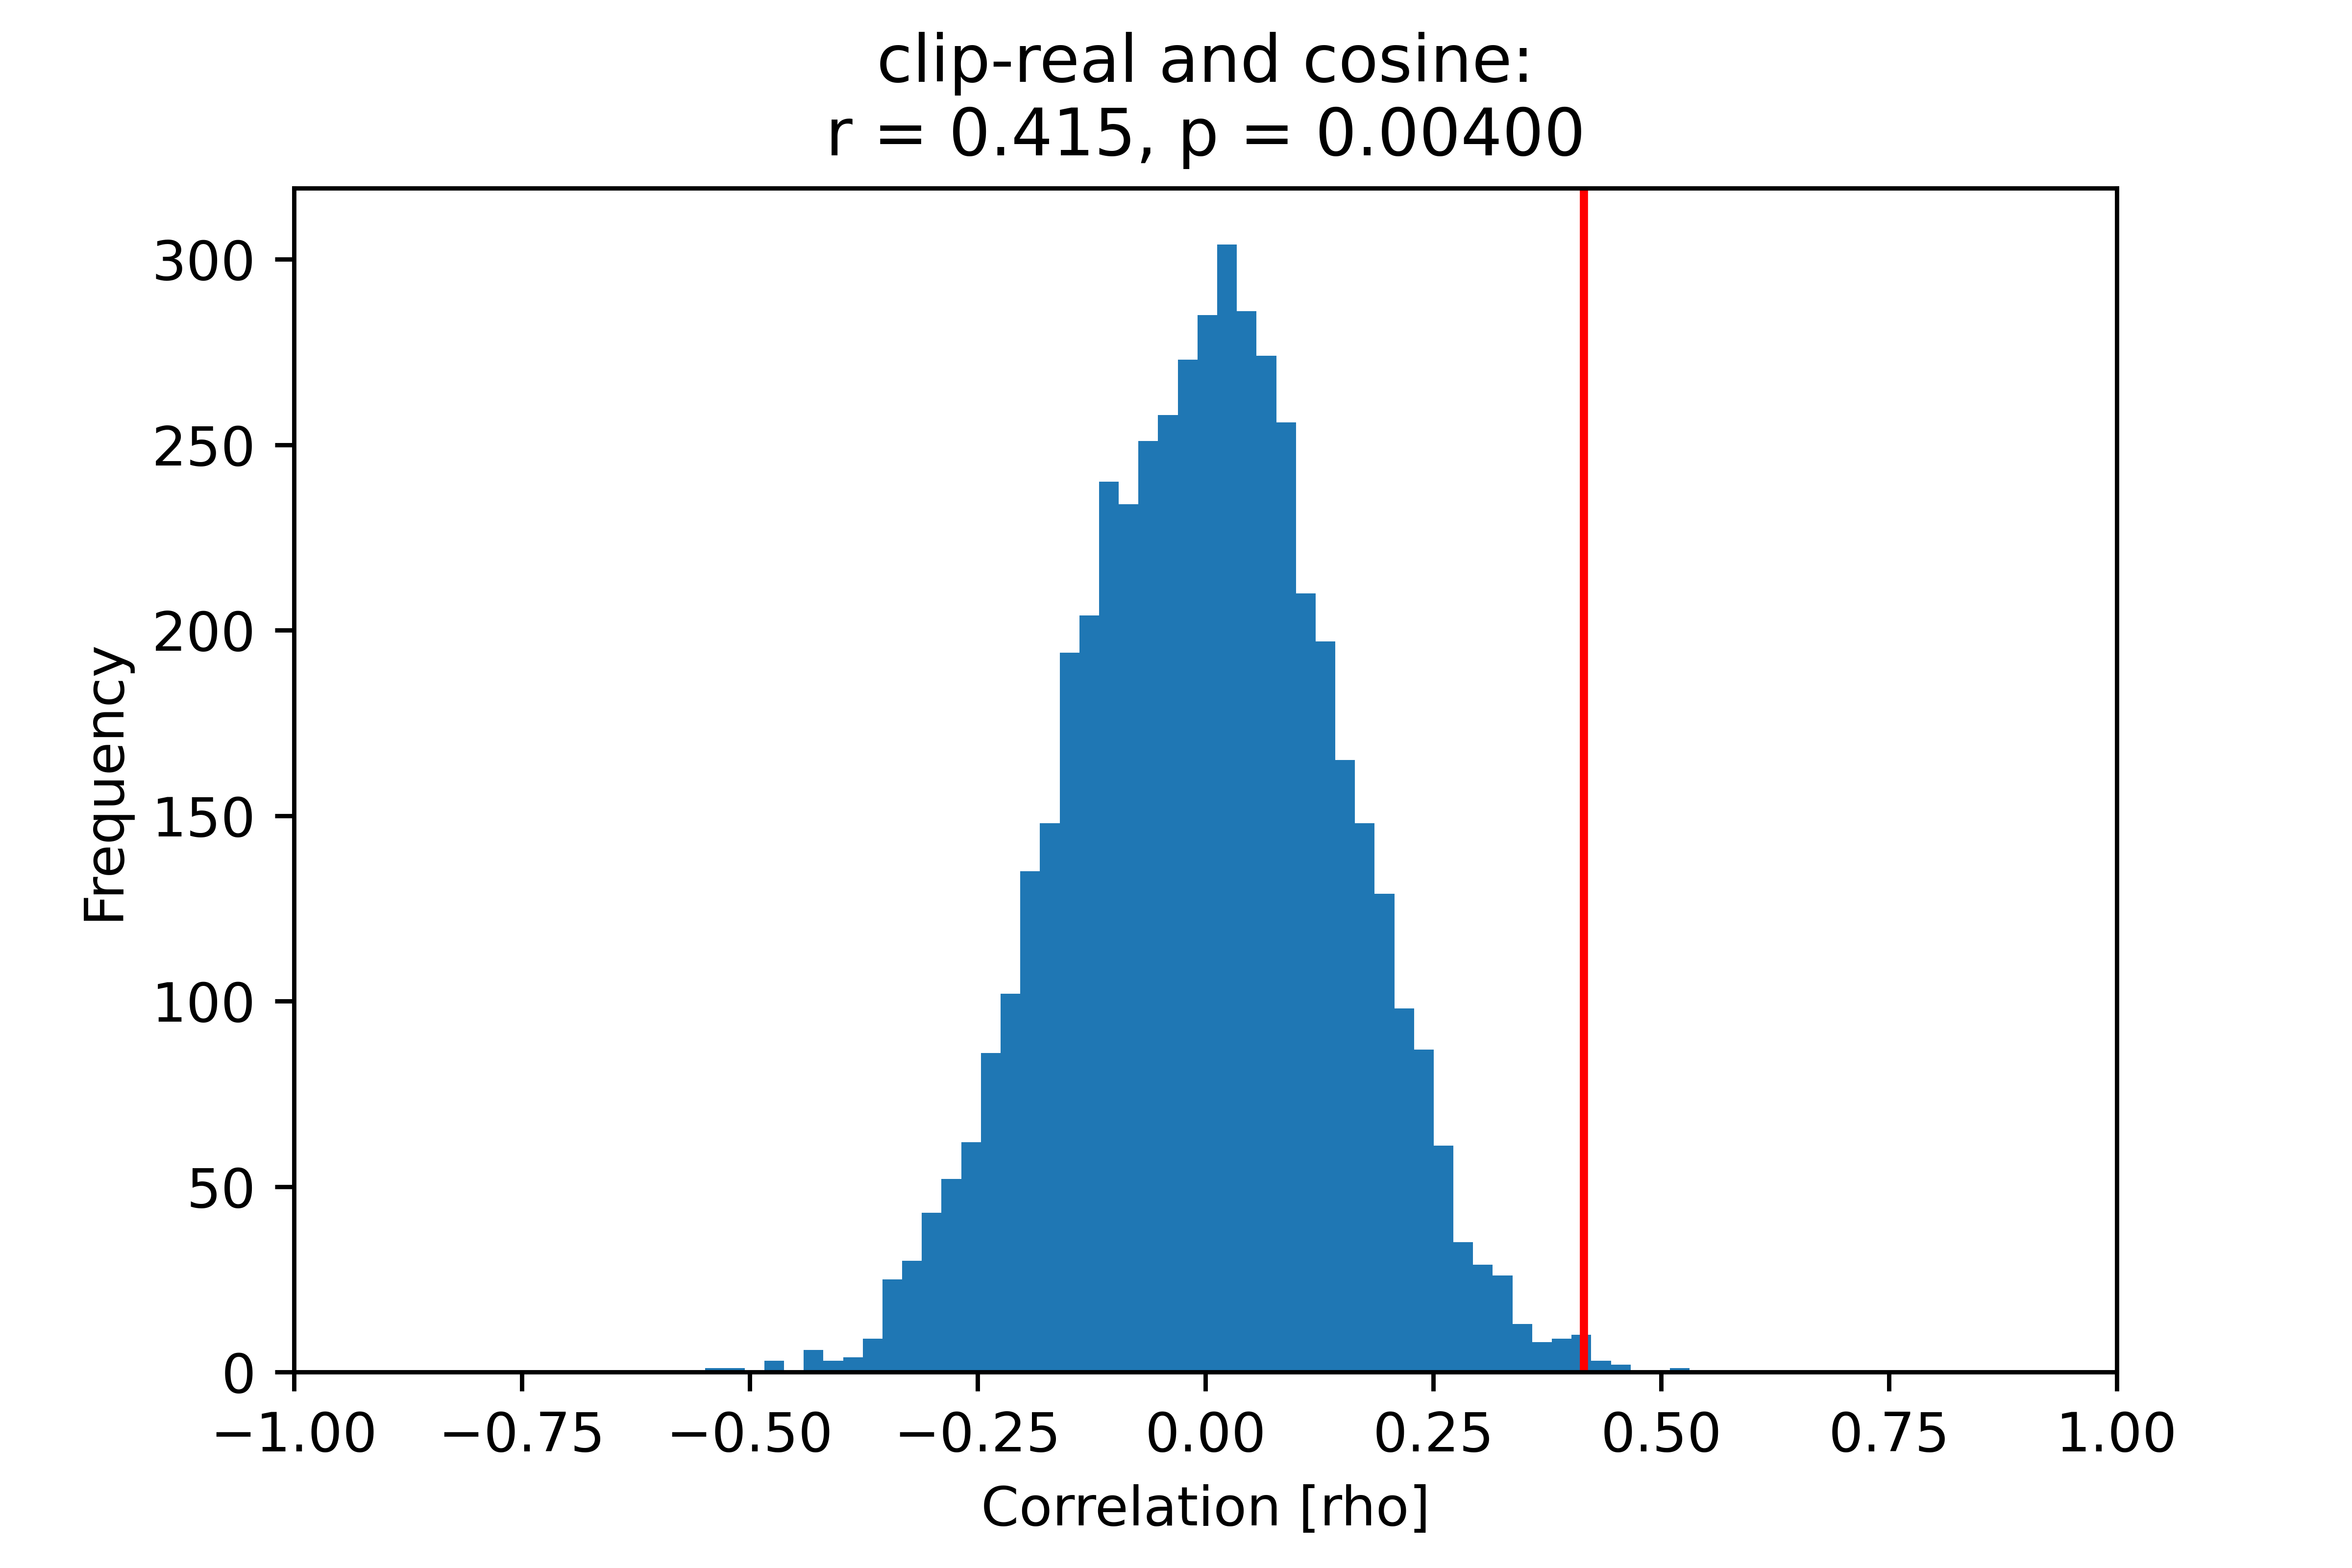 clip-real and cosine:
r = 0.415, p = 0.00400
300
250
200
150
100
50
0
Frequency
−1.00 −0.75 −0.50 −0.25 0.00 0.25 0.50 0.75 1.00
Correlation [rho]